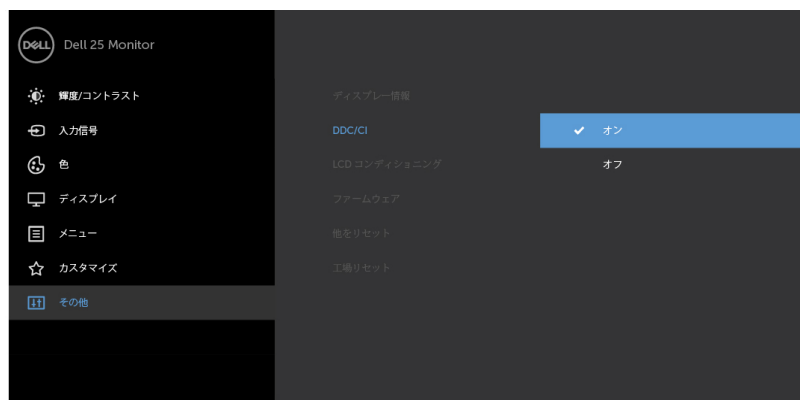 DELL
Dell 25 Monitor
輝度/コントラスト
入力信号
色
ディスプレイ
メニュー
カスタマイズ
その他
ディスプレー情報
DDC/CI
LCD コンディショニング
ファームウェア
他をリセット
工場リセット
オン
オフ